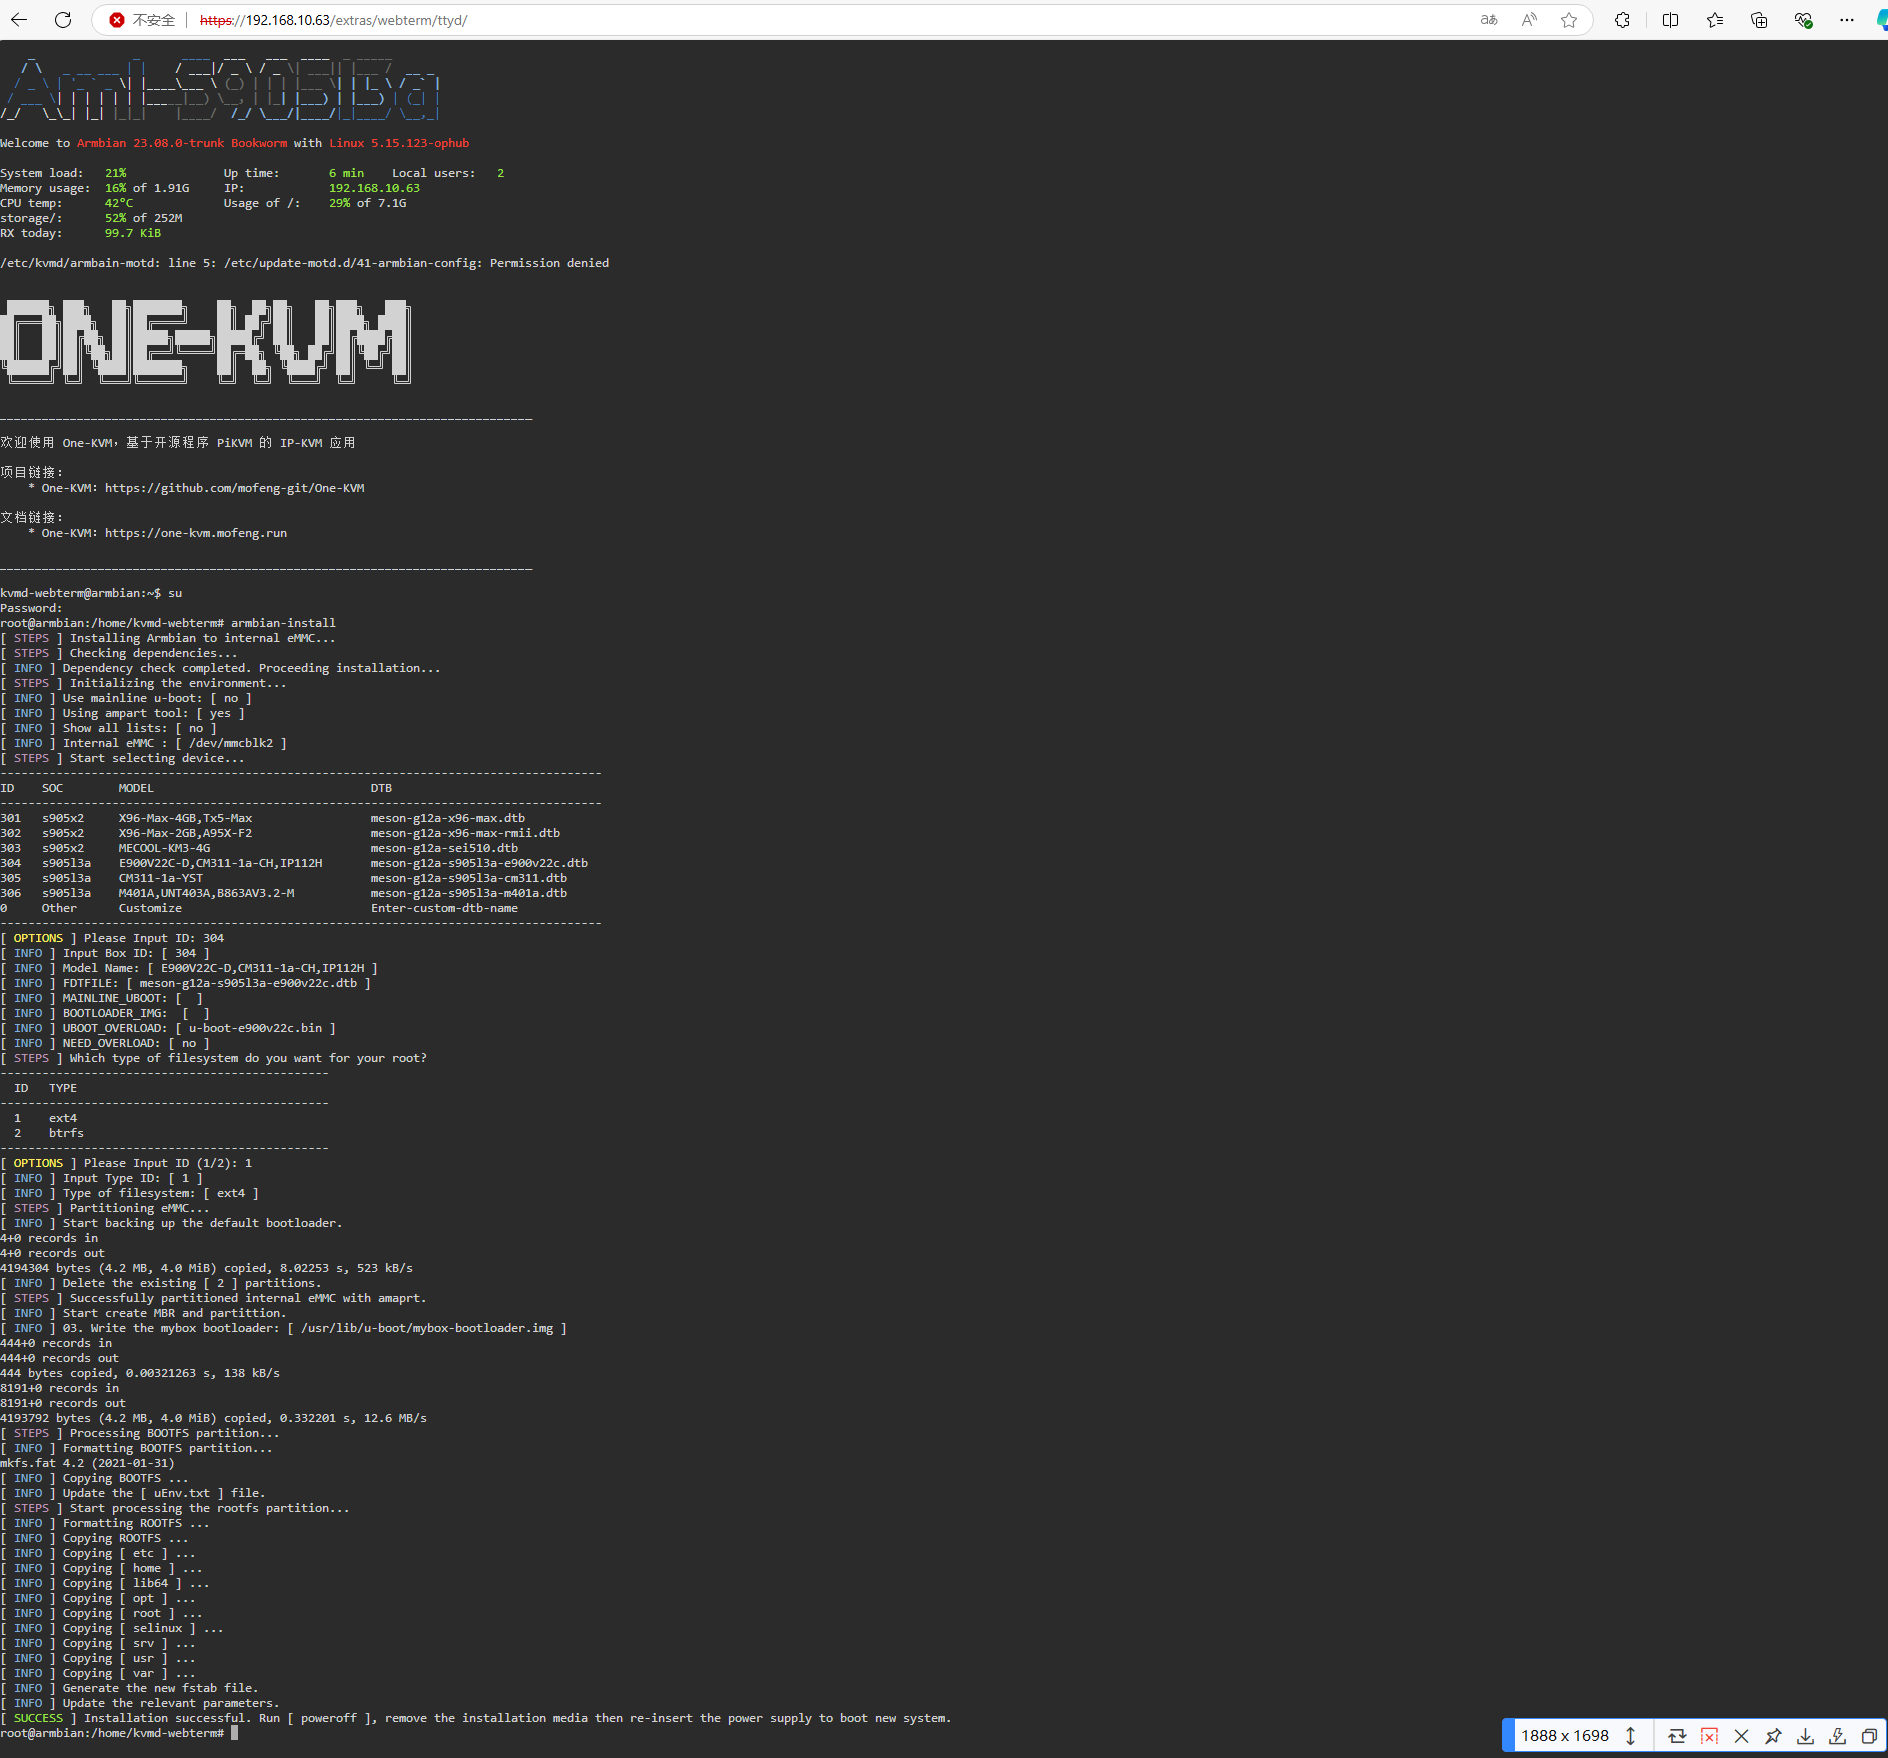 不安全 https://192.168.10.63/extras/webterm/ttyd/
Aml-S905L3a
Welcome to Armbian 23.08.0-trunk Bookworm with Linux 5.15.123-ophub
System load: 21% Up time: 6 min Local users: 2
Memory usage: 16% of 1.91G IP: 192.168.10.63
CPU temp: 42°C Usage of /: 29% of 7.1G
storage/: 52% of 252M
RX today: 99.7 KiB
/etc/kvmd/armbain-motd: line 5: /etc/update-motd.d/41-armbian-config: Permission denied
ONE-KVM
欢迎使用 One-KVM，基于开源程序 PiKVM 的 IP-KVM 应用
项目链接：
* One-KVM：https://github.com/mofeng-git/One-KVM
文档链接：
* One-KVM：https://one-kvm.mofeng.run
kvmd-webterm@armbian:~$ su
Password:
root@armbian:/home/kvmd-webterm# armbian-install
[ STEPS ] Installing Armbian to internal eMMC...
[ STEPS ] Checking dependencies...
[ INFO ] Dependency check completed. Proceeding installation...
[ STEPS ] Initializing the environment...
[ INFO ] Use mainline u-boot: [ no ]
[ INFO ] Using ampart tool: [ yes ]
[ INFO ] Show all lists: [ no ]
[ INFO ] Internal eMMC : [ /dev/mmcblk2 ]
[ STEPS ] Start selecting device...
ID SOC MODEL DTB
301 s905x2 X96-Max-4GB,Tx5-Max meson-g12a-x96-max.dtb
302 s905x2 X96-Max-2GB,A95X-F2 meson-g12a-x96-max-rmii.dtb
303 s905x2 MECOOL-KM3-4G meson-g12a-sei510.dtb
304 s905l3a E900V22C-D,CM311-1a-CH,IP112H meson-g12a-s905l3a-e900v22c.dtb
305 s905l3a CM311-1a-YST meson-g12a-s905l3a-cm311.dtb
306 s905l3a M401A,UNT403A,B863AV3.2-M meson-g12a-s905l3a-m401a.dtb
0 Other Customize Enter-custom-dtb-name
[ OPTIONS ] Please Input ID: 304
[ INFO ] Input Box ID: [ 304 ]
[ INFO ] Model Name: [ E900V22C-D,CM311-1a-CH,IP112H ]
[ INFO ] FDTFILE: [ meson-g12a-s905l3a-e900v22c.dtb ]
[ INFO ] MAINLINE_UBOOT: [  ]
[ INFO ] BOOTLOADER_IMG:  [  ]
[ INFO ] UBOOT_OVERLOAD: [ u-boot-e900v22c.bin ]
[ INFO ] NEED_OVERLOAD: [ no ]
[ STEPS ] Which type of filesystem do you want for your root?
ID TYPE
1 ext4
2 btrfs
[ OPTIONS ] Please Input ID (1/2): 1
[ INFO ] Input Type ID: [ 1 ]
[ INFO ] Type of filesystem: [ ext4 ]
[ STEPS ] Partitioning eMMC...
[ INFO ] Start backing up the default bootloader.
4+0 records in
4+0 records out
4194304 bytes (4.2 MB, 4.0 MiB) copied, 8.02253 s, 523 kB/s
[ INFO ] Delete the existing [ 2 ] partitions.
[ STEPS ] Successfully partitioned internal eMMC with amaprt.
[ INFO ] Start create MBR and partittion.
[ INFO ] 03. Write the mybox bootloader: [ /usr/lib/u-boot/mybox-bootloader.img ]
444+0 records in
444+0 records out
444 bytes copied, 0.00321263 s, 138 kB/s
8191+0 records in
8191+0 records out
4193792 bytes (4.2 MB, 4.0 MiB) copied, 0.332201 s, 12.6 MB/s
[ STEPS ] Processing BOOTFS partition...
[ INFO ] Formatting BOOTFS partition...
mkfs.fat 4.2 (2021-01-31)
[ INFO ] Copying BOOTFS ...
[ INFO ] Update the [ uEnv.txt ] file.
[ STEPS ] Start processing the rootfs partition...
[ INFO ] Formatting ROOTFS ...
[ INFO ] Copying ROOTFS ...
[ INFO ] Copying [ etc ] ...
[ INFO ] Copying [ home ] ...
[ INFO ] Copying [ lib64 ] ...
[ INFO ] Copying [ opt ] ...
[ INFO ] Copying [ root ] ...
[ INFO ] Copying [ selinux ] ...
[ INFO ] Copying [ srv ] ...
[ INFO ] Copying [ usr ] ...
[ INFO ] Copying [ var ] ...
[ INFO ] Generate the new fstab file.
[ INFO ] Update the relevant parameters.
[ SUCCESS ] Installation successful. Run [ poweroff ], remove the installation media then re-insert the power supply to boot new system.
root@armbian:/home/kvmd-webterm#
1888 x 1698